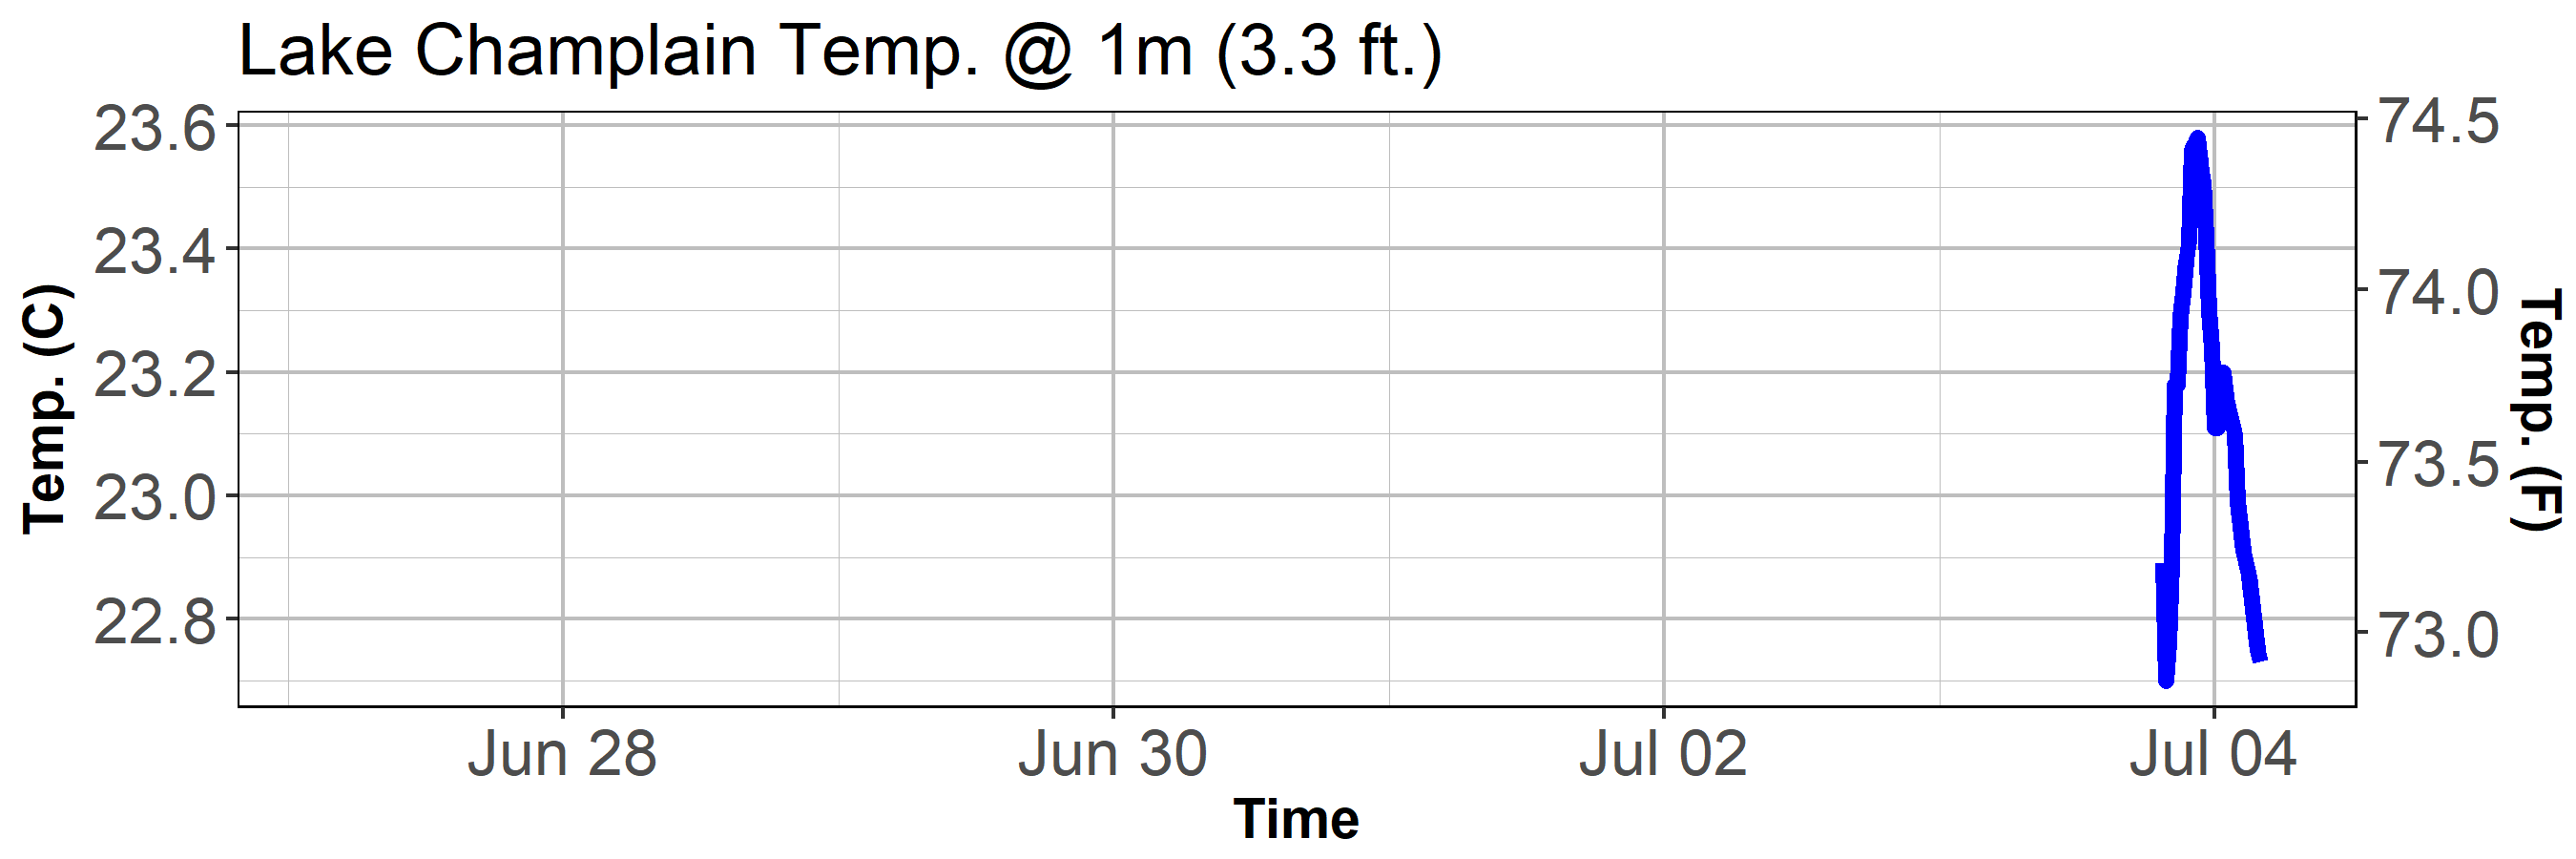 Lake Champlain Temp. @ 1m (3.3 ft.)
23.6
23.4
23.2
23.0
22.8
Temp. (C)
74.5
74.0
73.5
73.0
Temp. (F)
Jun 28
Jun 30
Jul 02
Jul 04
Time